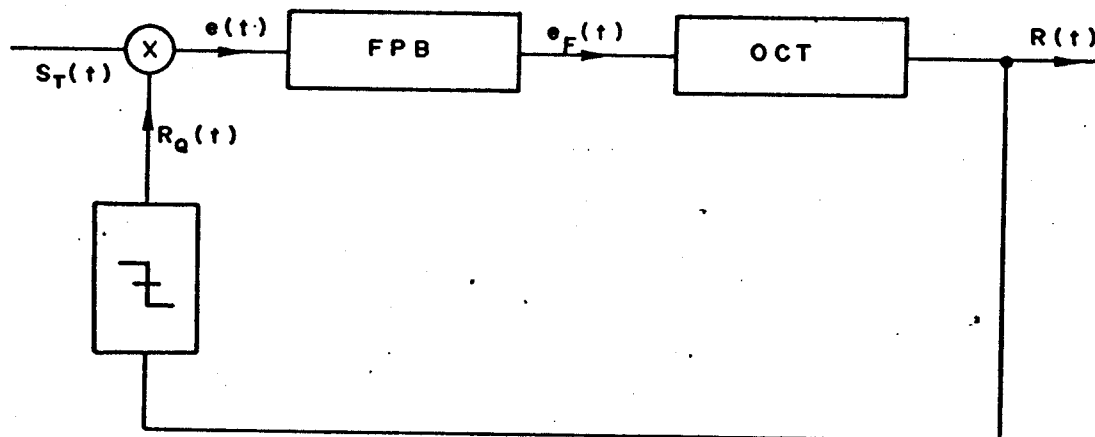 S_T(t)
X
e(t)
FPB
e_F(t)
OCT
R(t)
R_Q(t)